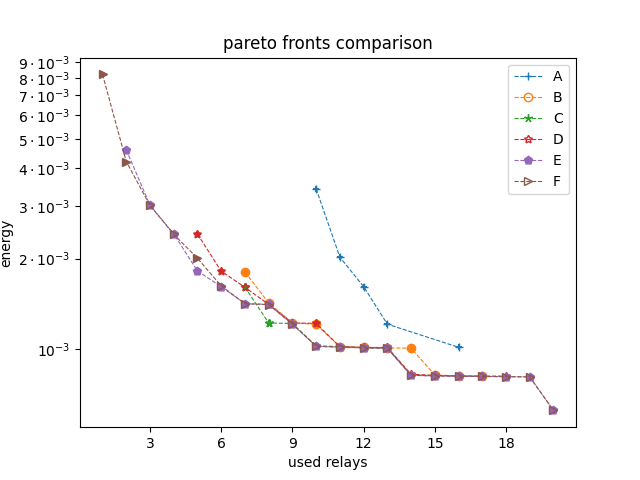 pareto fronts comparison
9 · 10⁻³
8 · 10⁻³
7 · 10⁻³
6 · 10⁻³
5 · 10⁻³
4 · 10⁻³
3 · 10⁻³
2 · 10⁻³
10⁻³
energy
A
B
C
D
E
F
3 6 9 12 15 18
used relays